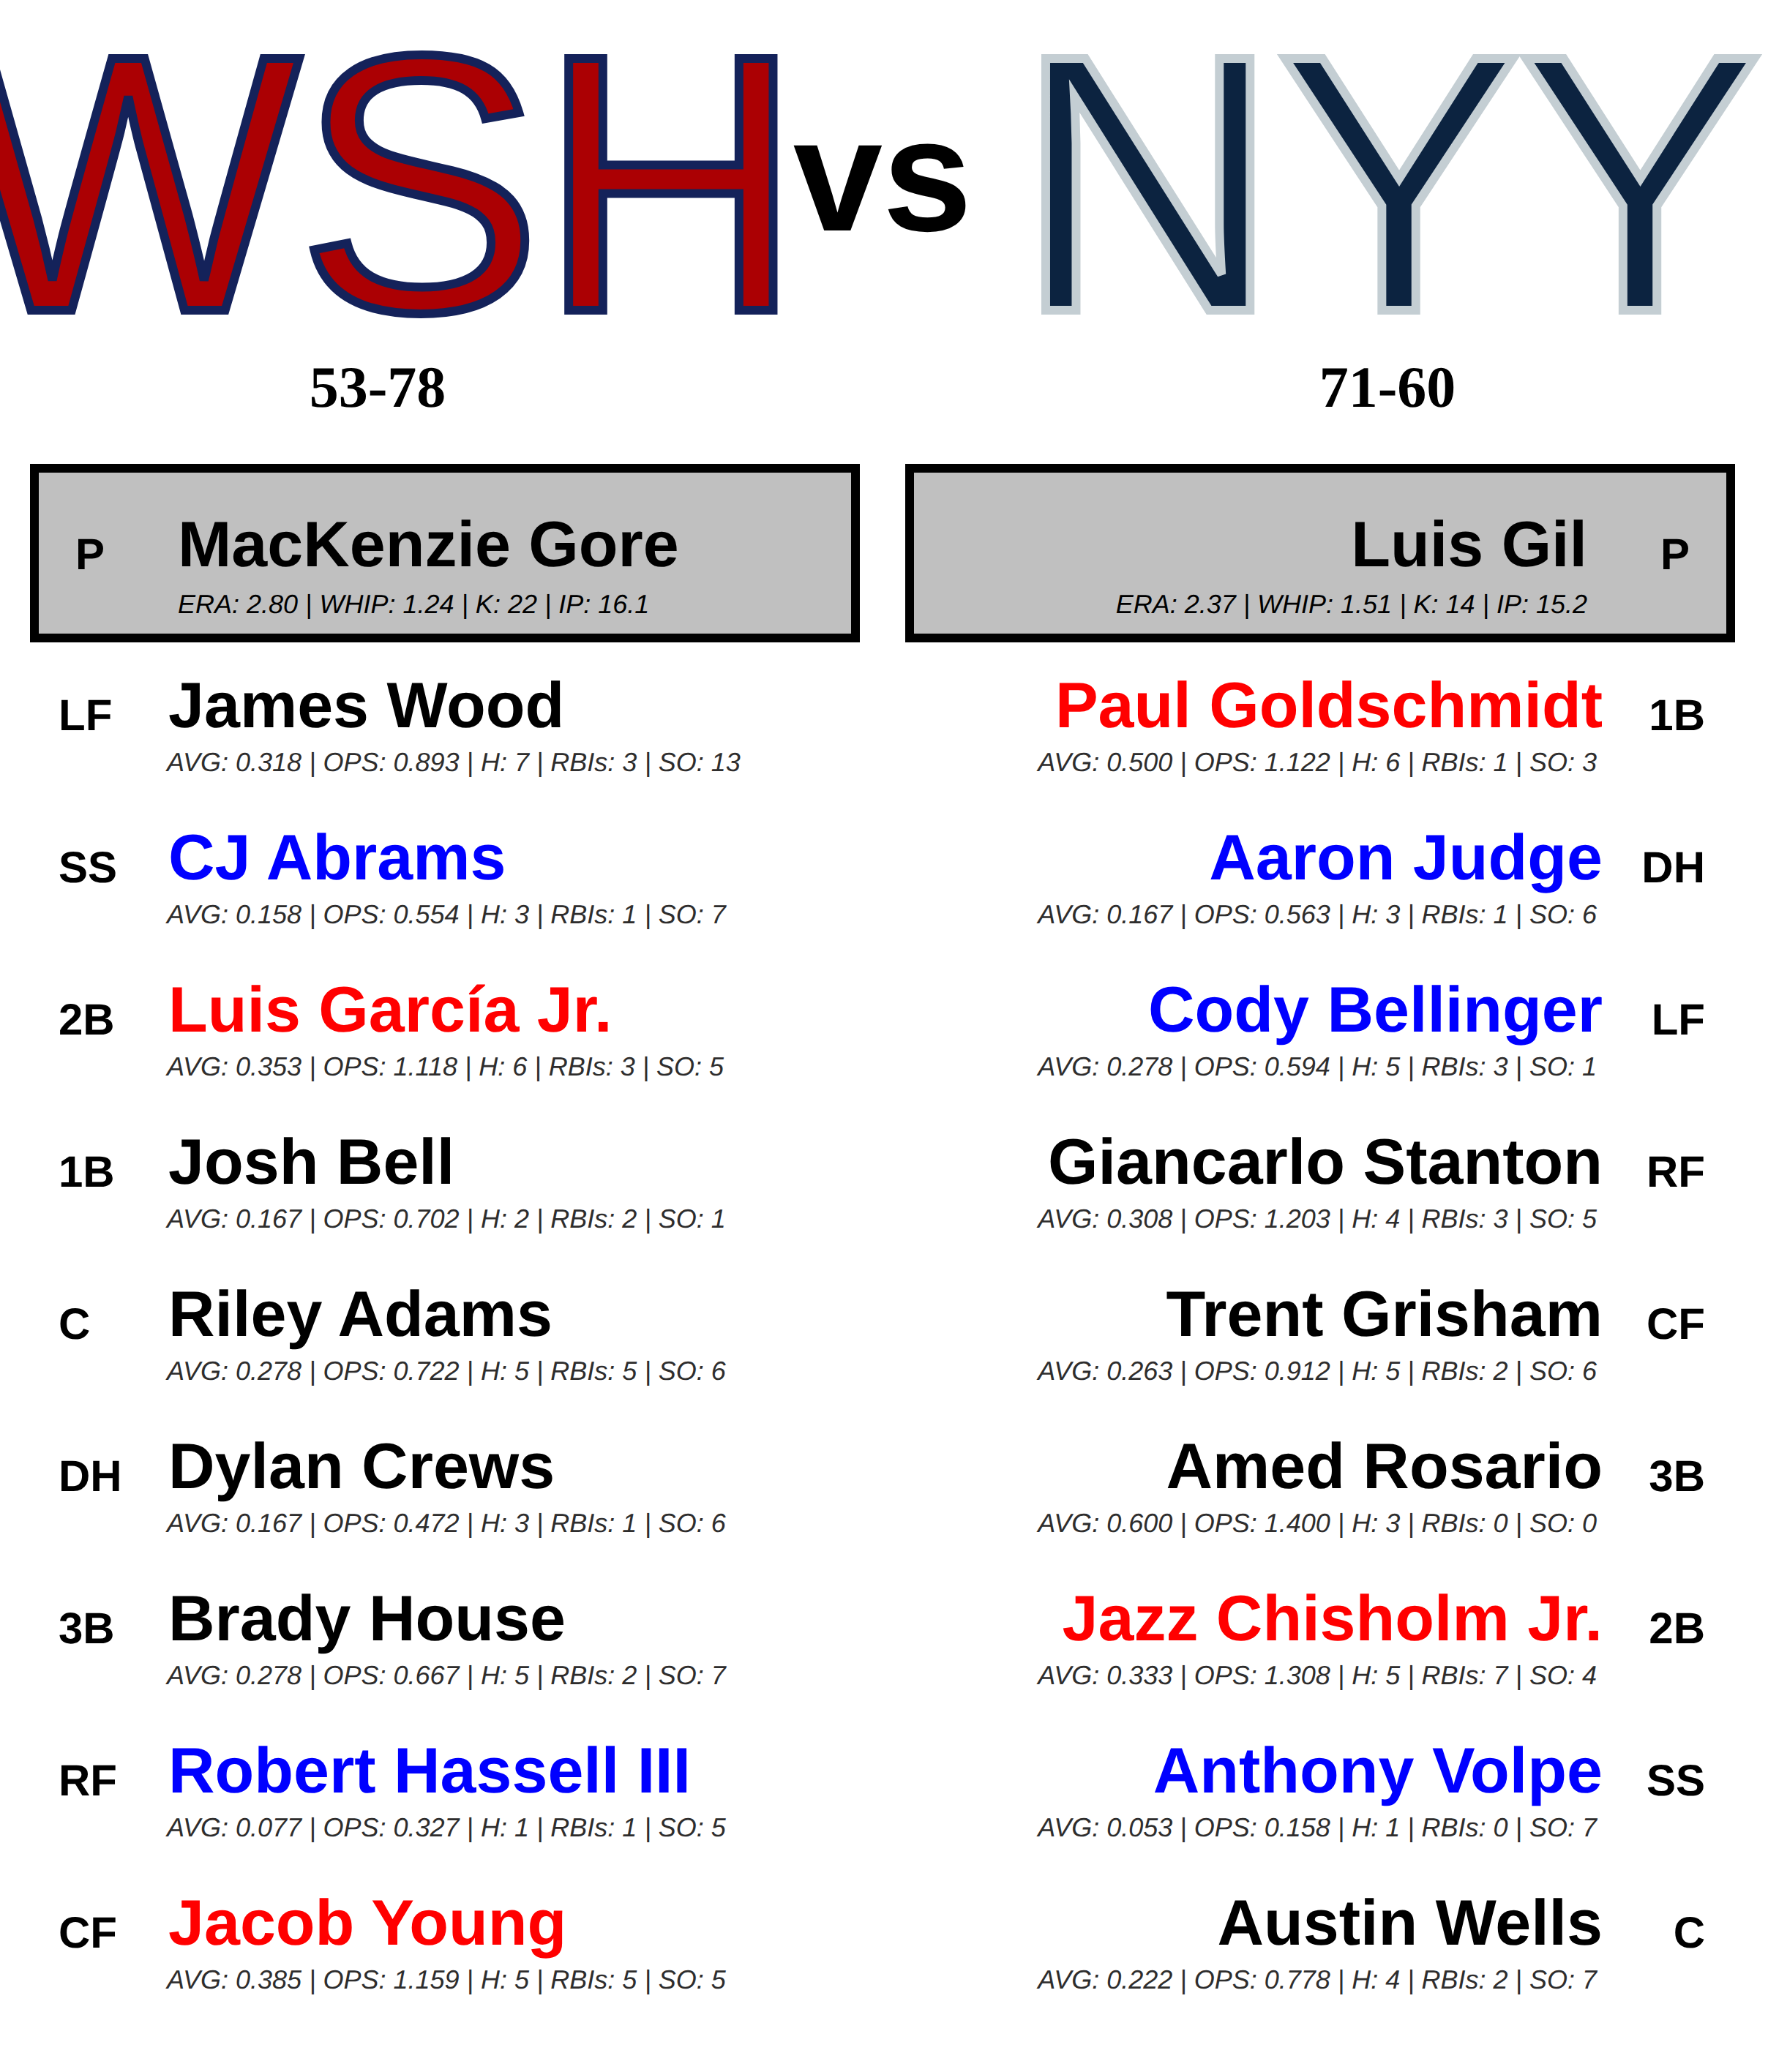 WSH vs NYY
53-78
71-60
P MacKenzie Gore
ERA: 2.80 | WHIP: 1.24 | K: 22 | IP: 16.1
Luis Gil P
ERA: 2.37 | WHIP: 1.51 | K: 14 | IP: 15.2
LF James Wood
AVG: 0.318 | OPS: 0.893 | H: 7 | RBIs: 3 | SO: 13
SS CJ Abrams
AVG: 0.158 | OPS: 0.554 | H: 3 | RBIs: 1 | SO: 7
2B Luis García Jr.
AVG: 0.353 | OPS: 1.118 | H: 6 | RBIs: 3 | SO: 5
1B Josh Bell
AVG: 0.167 | OPS: 0.702 | H: 2 | RBIs: 2 | SO: 1
C Riley Adams
AVG: 0.278 | OPS: 0.722 | H: 5 | RBIs: 5 | SO: 6
DH Dylan Crews
AVG: 0.167 | OPS: 0.472 | H: 3 | RBIs: 1 | SO: 6
3B Brady House
AVG: 0.278 | OPS: 0.667 | H: 5 | RBIs: 2 | SO: 7
RF Robert Hassell III
AVG: 0.077 | OPS: 0.327 | H: 1 | RBIs: 1 | SO: 5
CF Jacob Young
AVG: 0.385 | OPS: 1.159 | H: 5 | RBIs: 5 | SO: 5
Paul Goldschmidt 1B
AVG: 0.500 | OPS: 1.122 | H: 6 | RBIs: 1 | SO: 3
Aaron Judge DH
AVG: 0.167 | OPS: 0.563 | H: 3 | RBIs: 1 | SO: 6
Cody Bellinger LF
AVG: 0.278 | OPS: 0.594 | H: 5 | RBIs: 3 | SO: 1
Giancarlo Stanton RF
AVG: 0.308 | OPS: 1.203 | H: 4 | RBIs: 3 | SO: 5
Trent Grisham CF
AVG: 0.263 | OPS: 0.912 | H: 5 | RBIs: 2 | SO: 6
Amed Rosario 3B
AVG: 0.600 | OPS: 1.400 | H: 3 | RBIs: 0 | SO: 0
Jazz Chisholm Jr. 2B
AVG: 0.333 | OPS: 1.308 | H: 5 | RBIs: 7 | SO: 4
Anthony Volpe SS
AVG: 0.053 | OPS: 0.158 | H: 1 | RBIs: 0 | SO: 7
Austin Wells C
AVG: 0.222 | OPS: 0.778 | H: 4 | RBIs: 2 | SO: 7